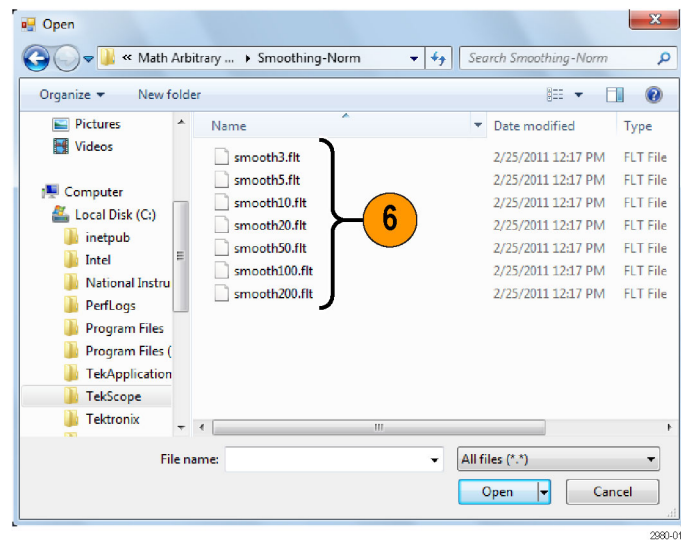 Open
« Math Arbitrary ... ▸ Smoothing-Norm
Search Smoothing-Norm
Organize
New folder
Pictures
Videos
Computer
Local Disk (C:)
inetpub
Intel
National Instru
PerfLogs
Program Files
Program Files (
TekApplication
TekScope
Tektronix
Name Date modified Type
smooth3.flt 2/25/2011 12:17 PM FLT File
smooth5.flt 2/25/2011 12:17 PM FLT File
smooth10.flt 2/25/2011 12:17 PM FLT File
smooth20.flt 2/25/2011 12:17 PM FLT File
smooth50.flt 2/25/2011 12:17 PM FLT File
smooth100.flt 2/25/2011 12:17 PM FLT File
smooth200.flt 2/25/2011 12:17 PM FLT File
6
File name:
All files (*.*)
Open
Cancel
2980-01